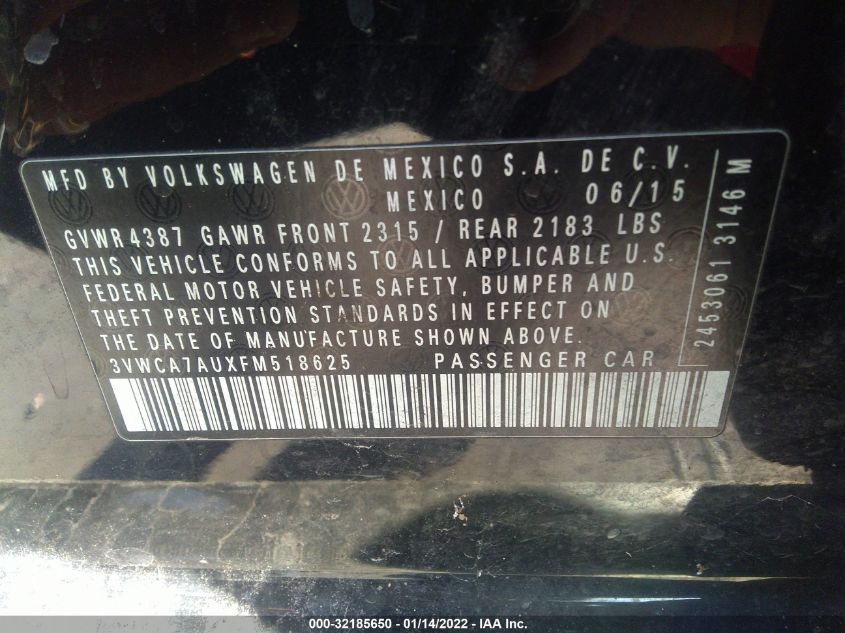 MFD BY VOLKSWAGEN DE MEXICO S.A. DE C.V.
MEXICO 06/15
GVWR4387 GAWR FRONT 2315 / REAR 2183 LBS
THIS VEHICLE CONFORMS TO ALL APPLICABLE U.S.
FEDERAL MOTOR VEHICLE SAFETY, BUMPER AND
THEFT PREVENTION STANDARDS IN EFFECT ON
THE DATE OF MANUFACTURE SHOWN ABOVE.
3VWCA7AUXFM518625 PASSENGER CAR
2453061 3146 M
000-32185650 - 01/14/2022 - IAA Inc.